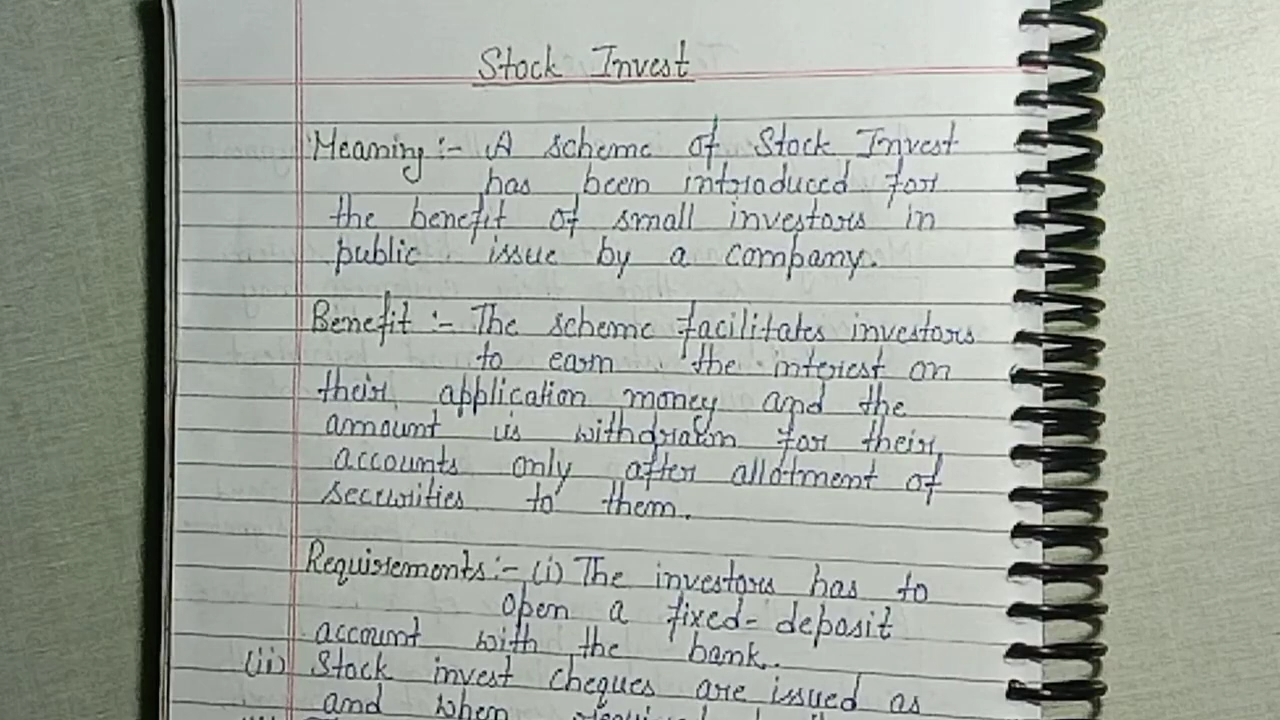 Stock Invest
Meaning :- A scheme of Stock Invest
has been introduced for
the benefit of small investors in
public issue by a company.
Benefit :- The scheme facilitates investors
to earn the interest on
their application money and the
amount is withdrawn for their
accounts only after allotment of
securities to them.
Requirements :- (i) The investors has to
open a fixed-deposit
account with the bank.
(ii) Stock invest cheques are issued as
and when